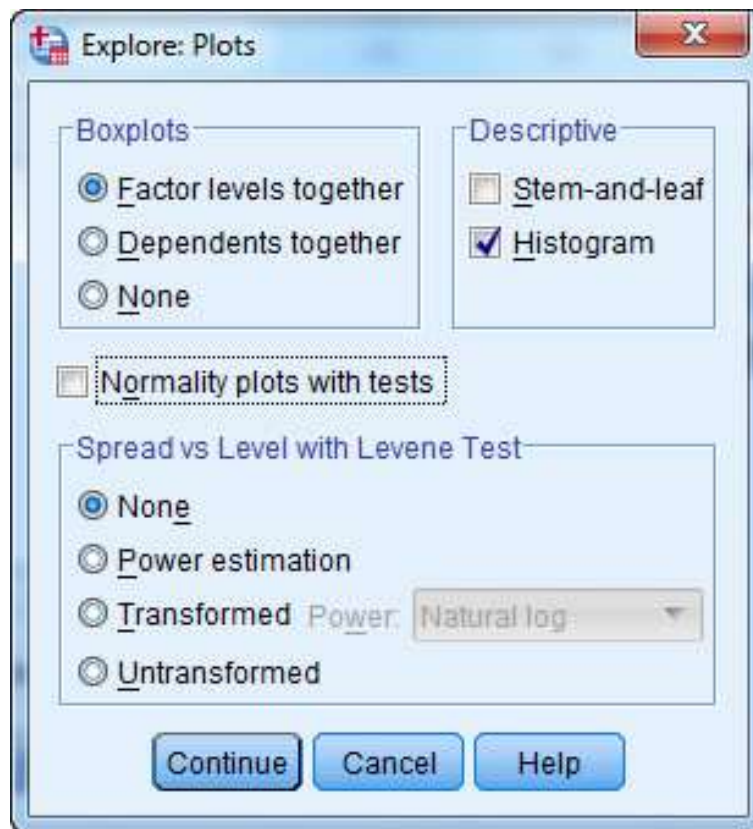 Explore: Plots
Boxplots
Factor levels together
Dependents together
None
Descriptive
Stem-and-leaf
Histogram
Normality plots with tests
Spread vs Level with Levene Test
None
Power estimation
Transformed Power: Natural log
Untransformed
Continue Cancel Help